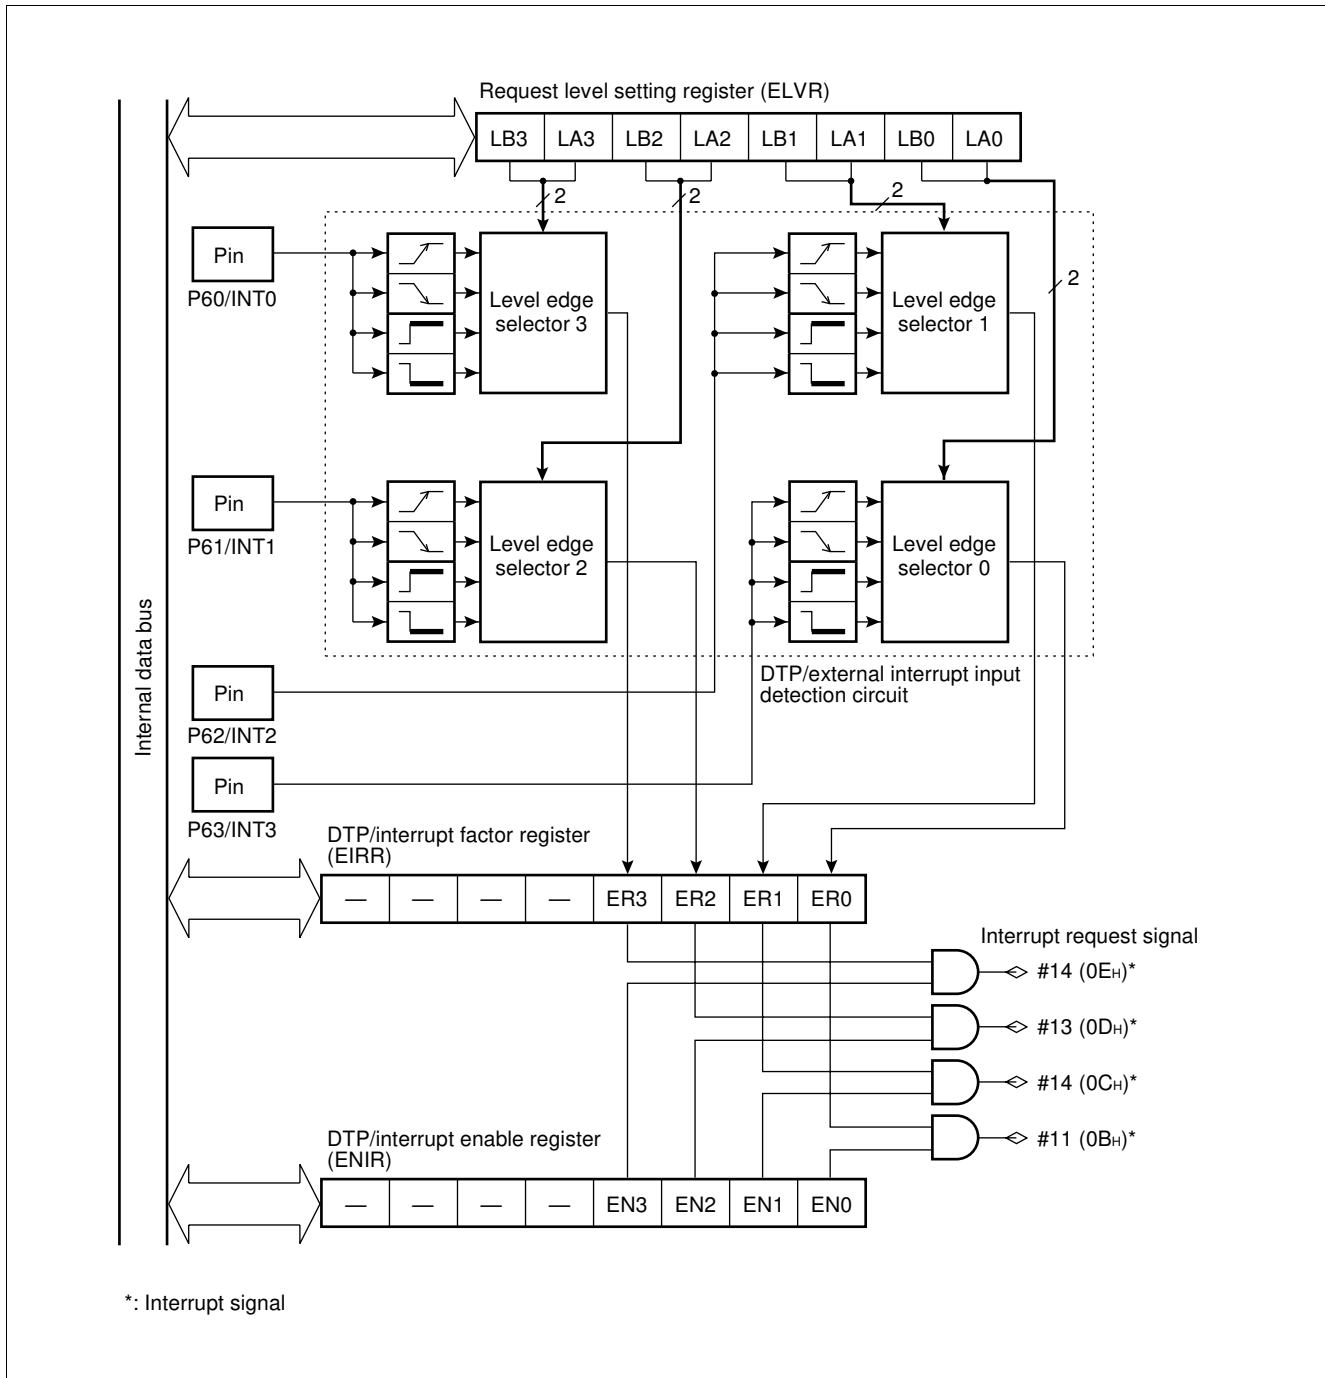 Request level setting register (ELVR)
LB3 LA3 LB2 LA2 LB1 LA1 LB0 LA0
2 2 2
Pin
P60/INT0
Level edge
selector 3
Level edge
selector 1
2
Pin
P61/INT1
Level edge
selector 2
Level edge
selector 0
DTP/external interrupt input
detection circuit
Internal data bus
Pin
P62/INT2
Pin
P63/INT3
DTP/interrupt factor register
(EIRR)
— — — — ER3 ER2 ER1 ER0
Interrupt request signal
#14 (0EH)*
#13 (0DH)*
#14 (0CH)*
#11 (0BH)*
DTP/interrupt enable register
(ENIR)
— — — — EN3 EN2 EN1 EN0
*: Interrupt signal